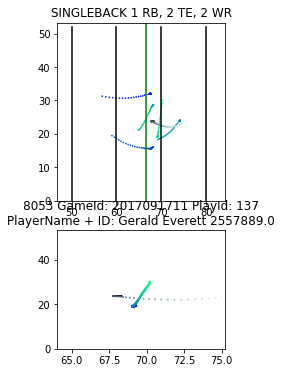 SINGLEBACK 1 RB, 2 TE, 2 WR
50
40
30
20
10
0
50 60 70 80
8053 GameId: 2017091711 PlayId: 137
PlayerName + ID: Gerald Everett 2557889.0
40
20
0
65.0 67.5 70.0 72.5 75.0